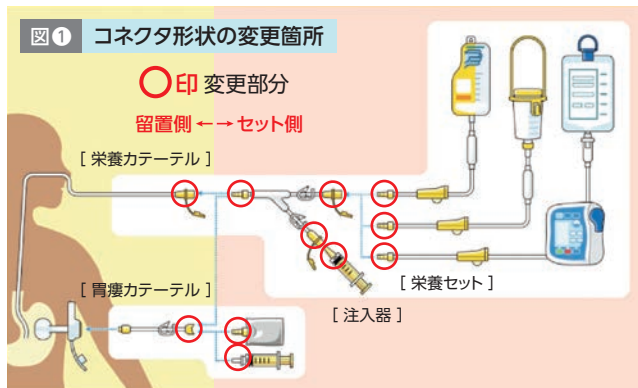 図❶ コネクタ形状の変更箇所
○印 変更部分
留置側 ←→ セット側
[ 栄養カテーテル ]
[ 栄養セット ]
[ 胃瘻カテーテル ]
[ 注入器 ]